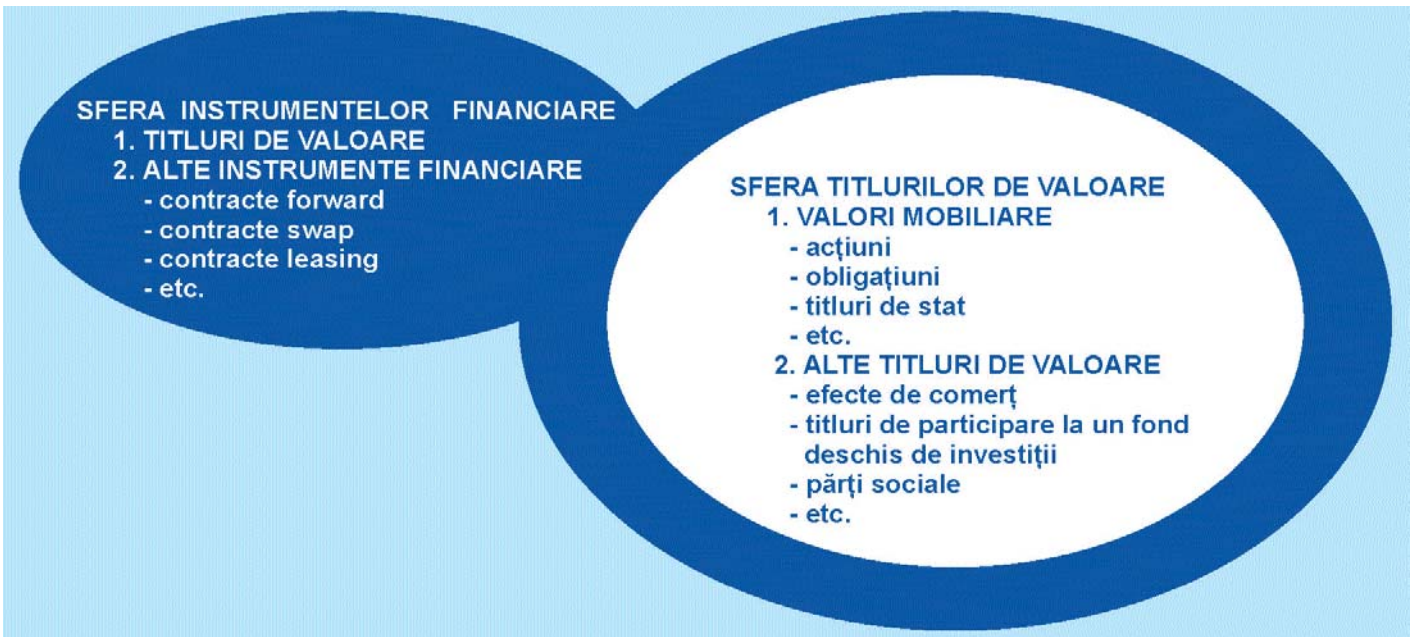 SFERA INSTRUMENTELOR FINANCIARE
1. TITLURI DE VALOARE
2. ALTE INSTRUMENTE FINANCIARE
- contracte forward
- contracte swap
- contracte leasing
- etc.
SFERA TITLURILOR DE VALOARE
1. VALORI MOBILIARE
- acțiuni
- obligațiuni
- titluri de stat
- etc.
2. ALTE TITLURI DE VALOARE
- efecte de comerț
- titluri de participare la un fond
deschis de investiții
- părți sociale
- etc.